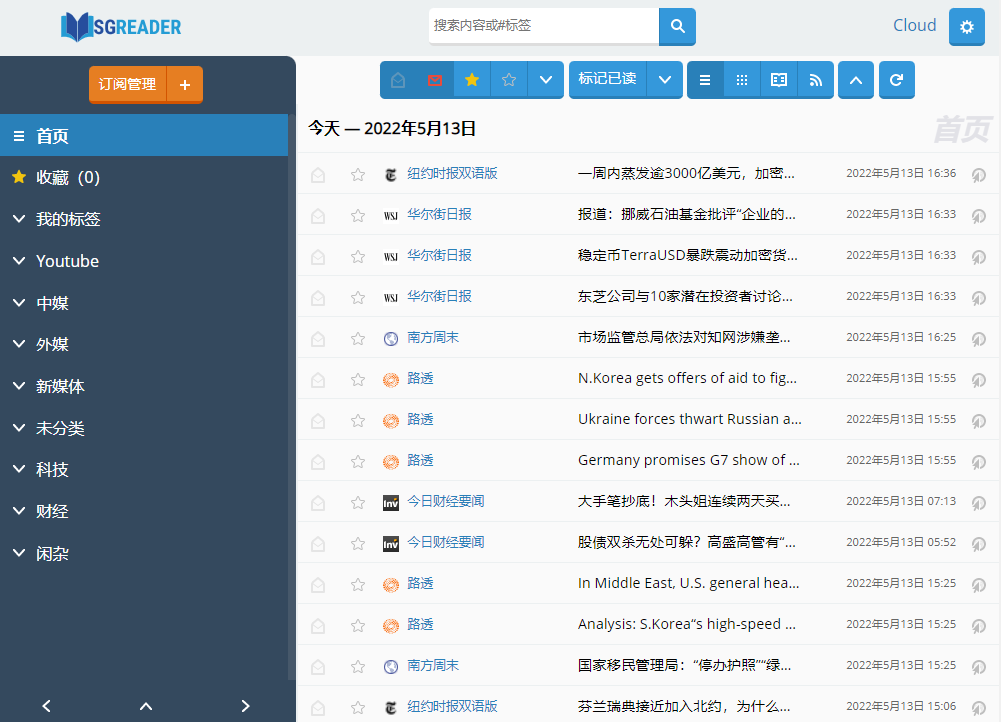 SGREADER
搜索内容或#标签
Cloud
订阅管理 +
标记已读
首页
收藏（0）
我的标签
Youtube
中媒
外媒
新媒体
未分类
科技
财经
闲杂
今天 — 2022年5月13日
首页
纽约时报双语版 一周内蒸发逾3000亿美元，加密... 2022年5月13日 16:36
WSJ 华尔街日报 报道：挪威石油基金批评“企业的... 2022年5月13日 16:33
WSJ 华尔街日报 稳定币TerraUSD暴跌震动加密货... 2022年5月13日 16:33
WSJ 华尔街日报 东芝公司与10家潜在投资者讨论... 2022年5月13日 16:33
南方周末 市场监管总局依法对知网涉嫌垄... 2022年5月13日 16:25
路透 N.Korea gets offers of aid to fig... 2022年5月13日 15:55
路透 Ukraine forces thwart Russian a... 2022年5月13日 15:55
路透 Germany promises G7 show of ... 2022年5月13日 15:55
Inv 今日财经要闻 大手笔抄底！木头姐连续两天买... 2022年5月13日 07:13
Inv 今日财经要闻 股债双杀无处可躲？高盛高管有“... 2022年5月13日 05:52
路透 In Middle East, U.S. general hea... 2022年5月13日 15:25
路透 Analysis: S.Korea“s high-speed ... 2022年5月13日 15:25
南方周末 国家移民管理局：“停办护照”“绿... 2022年5月13日 15:25
纽约时报双语版 芬兰瑞典接近加入北约，为什么... 2022年5月13日 15:06